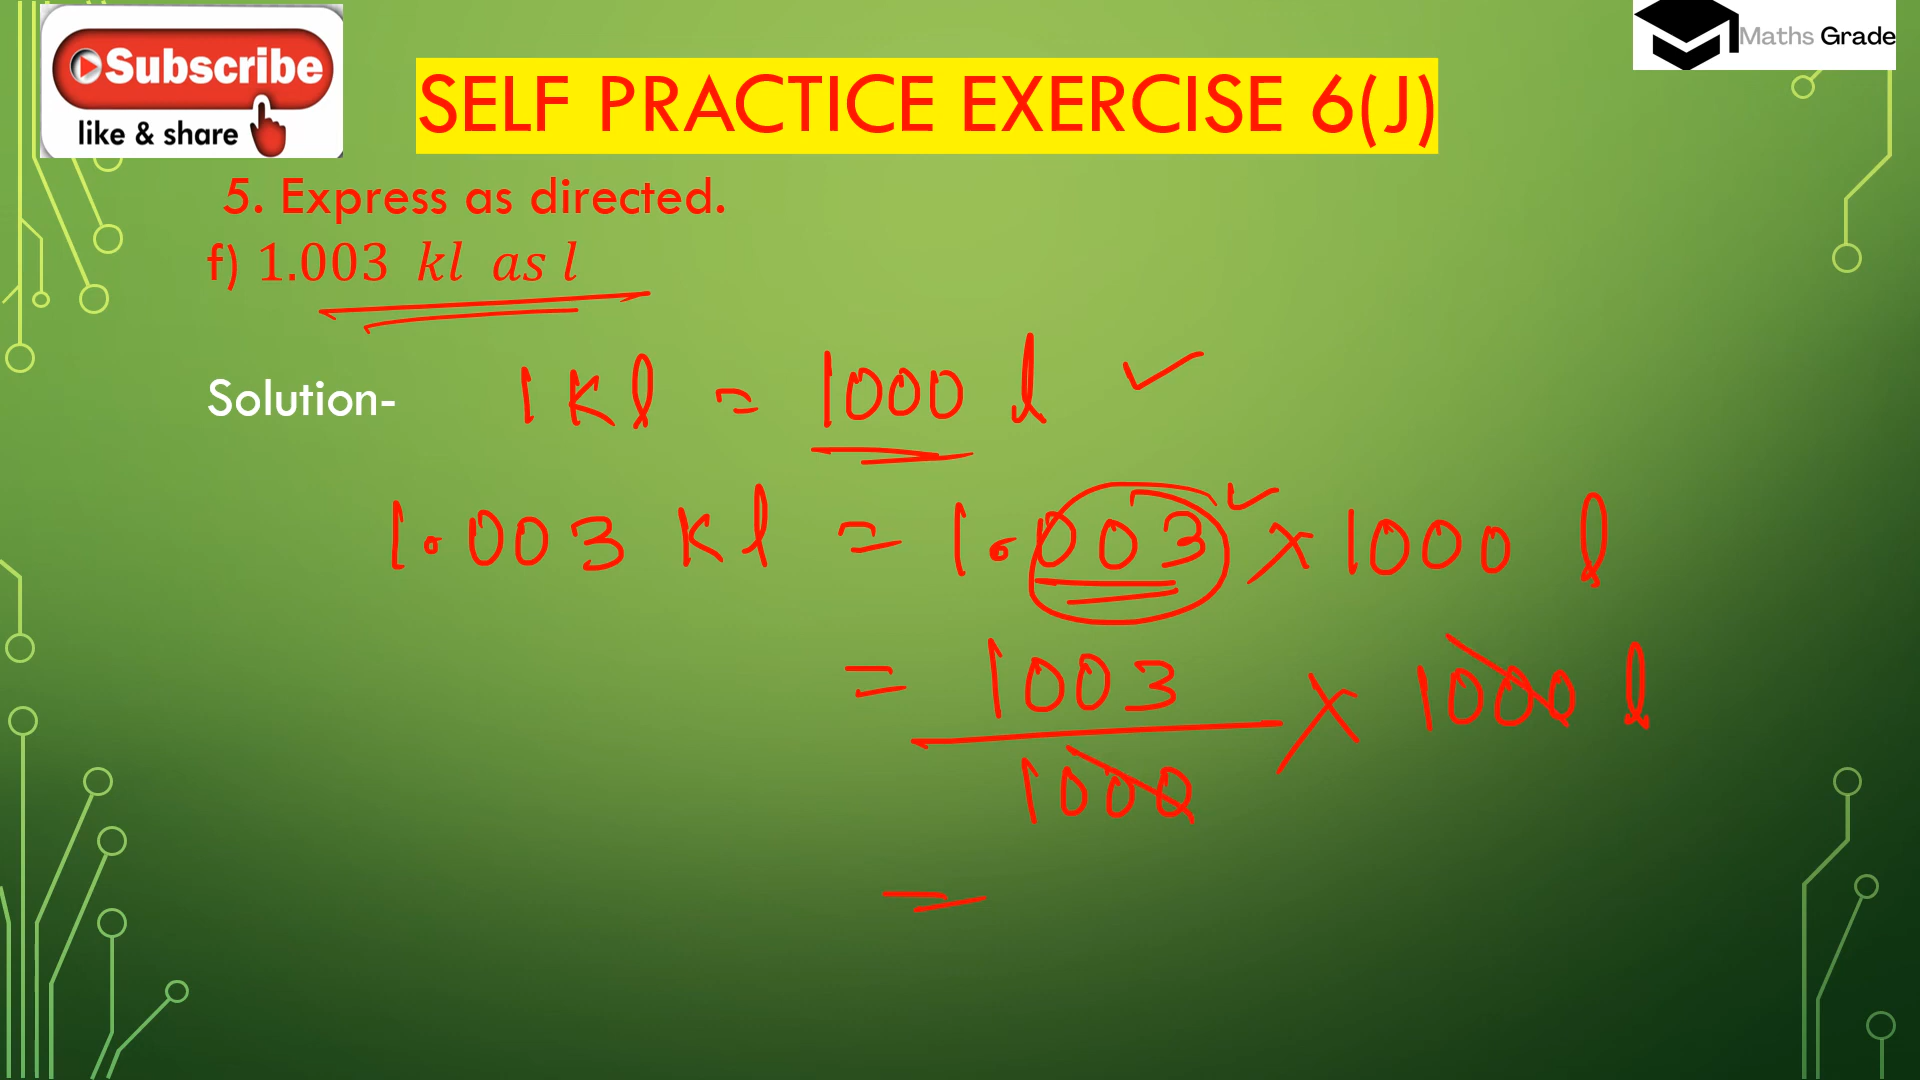 Subscribe
like & share
Maths Grade
SELF PRACTICE EXERCISE 6(J)
5. Express as directed.
f) 1.003 kl as l
Solution- 1 kl = 1000 l ✓
1.003 kl = 1.003 × 1000 l
= 1003/1000 × 1000 l
=